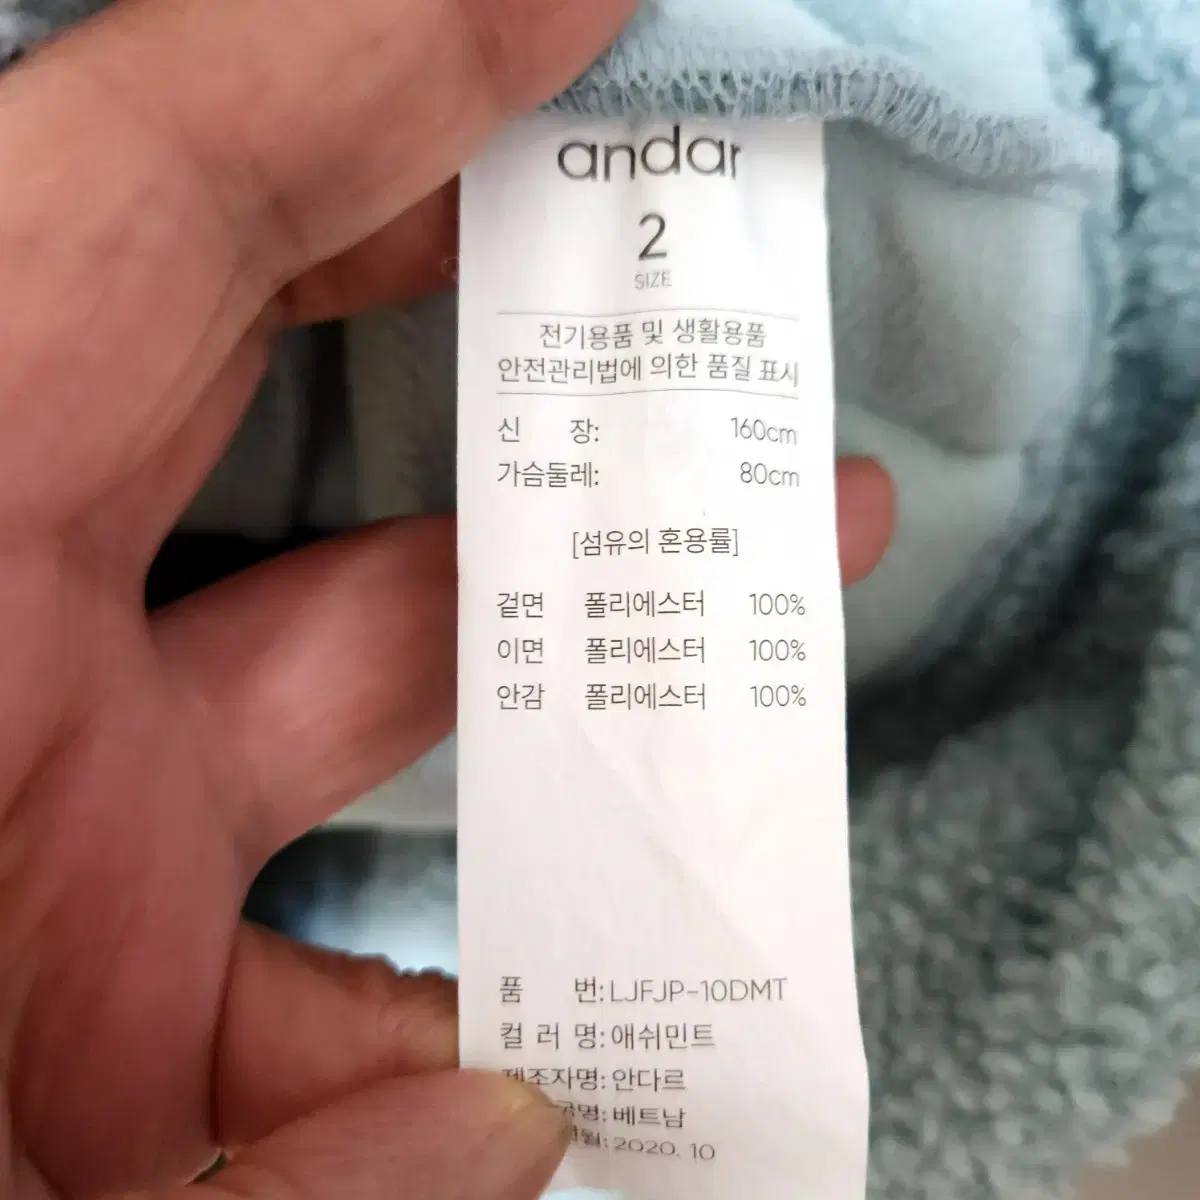 andar
2
SIZE
전기용품 및 생활용품
안전관리법에 의한 품질 표시
신 장: 160cm
가슴둘레: 80cm
[섬유의 혼용률]
겉면 폴리에스터 100%
이면 폴리에스터 100%
안감 폴리에스터 100%
품 번: LJFJP-10DMT
컬 러 명: 애쉬민트
제조자명: 안다르
베트남
2020. 10